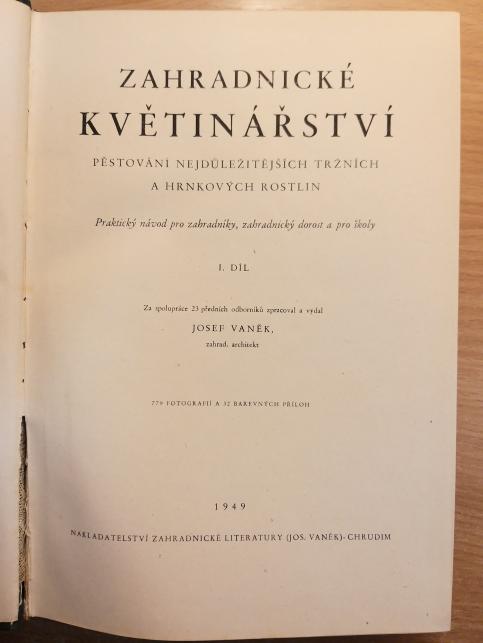 ZAHRADNICKÉ
KVĚTINÁŘSTVÍ
PĚSTOVÁNÍ NEJDŮLEŽITĚJŠÍCH TRŽNÍCH
A HRNKOVÝCH ROSTLIN
Praktický návod pro zahradníky, zahradnický dorost a pro školy
I. DÍL
Za spolupráce 23 předních odborníků zpracoval a vydal
JOSEF VANĚK,
zahrad. architekt
779 FOTOGRAFIÍ A 32 BAREVNÝCH PŘÍLOH
1949
NAKLADATELSTVÍ ZAHRADNICKÉ LITERATURY (JOS. VANĚK)-CHRUDIM